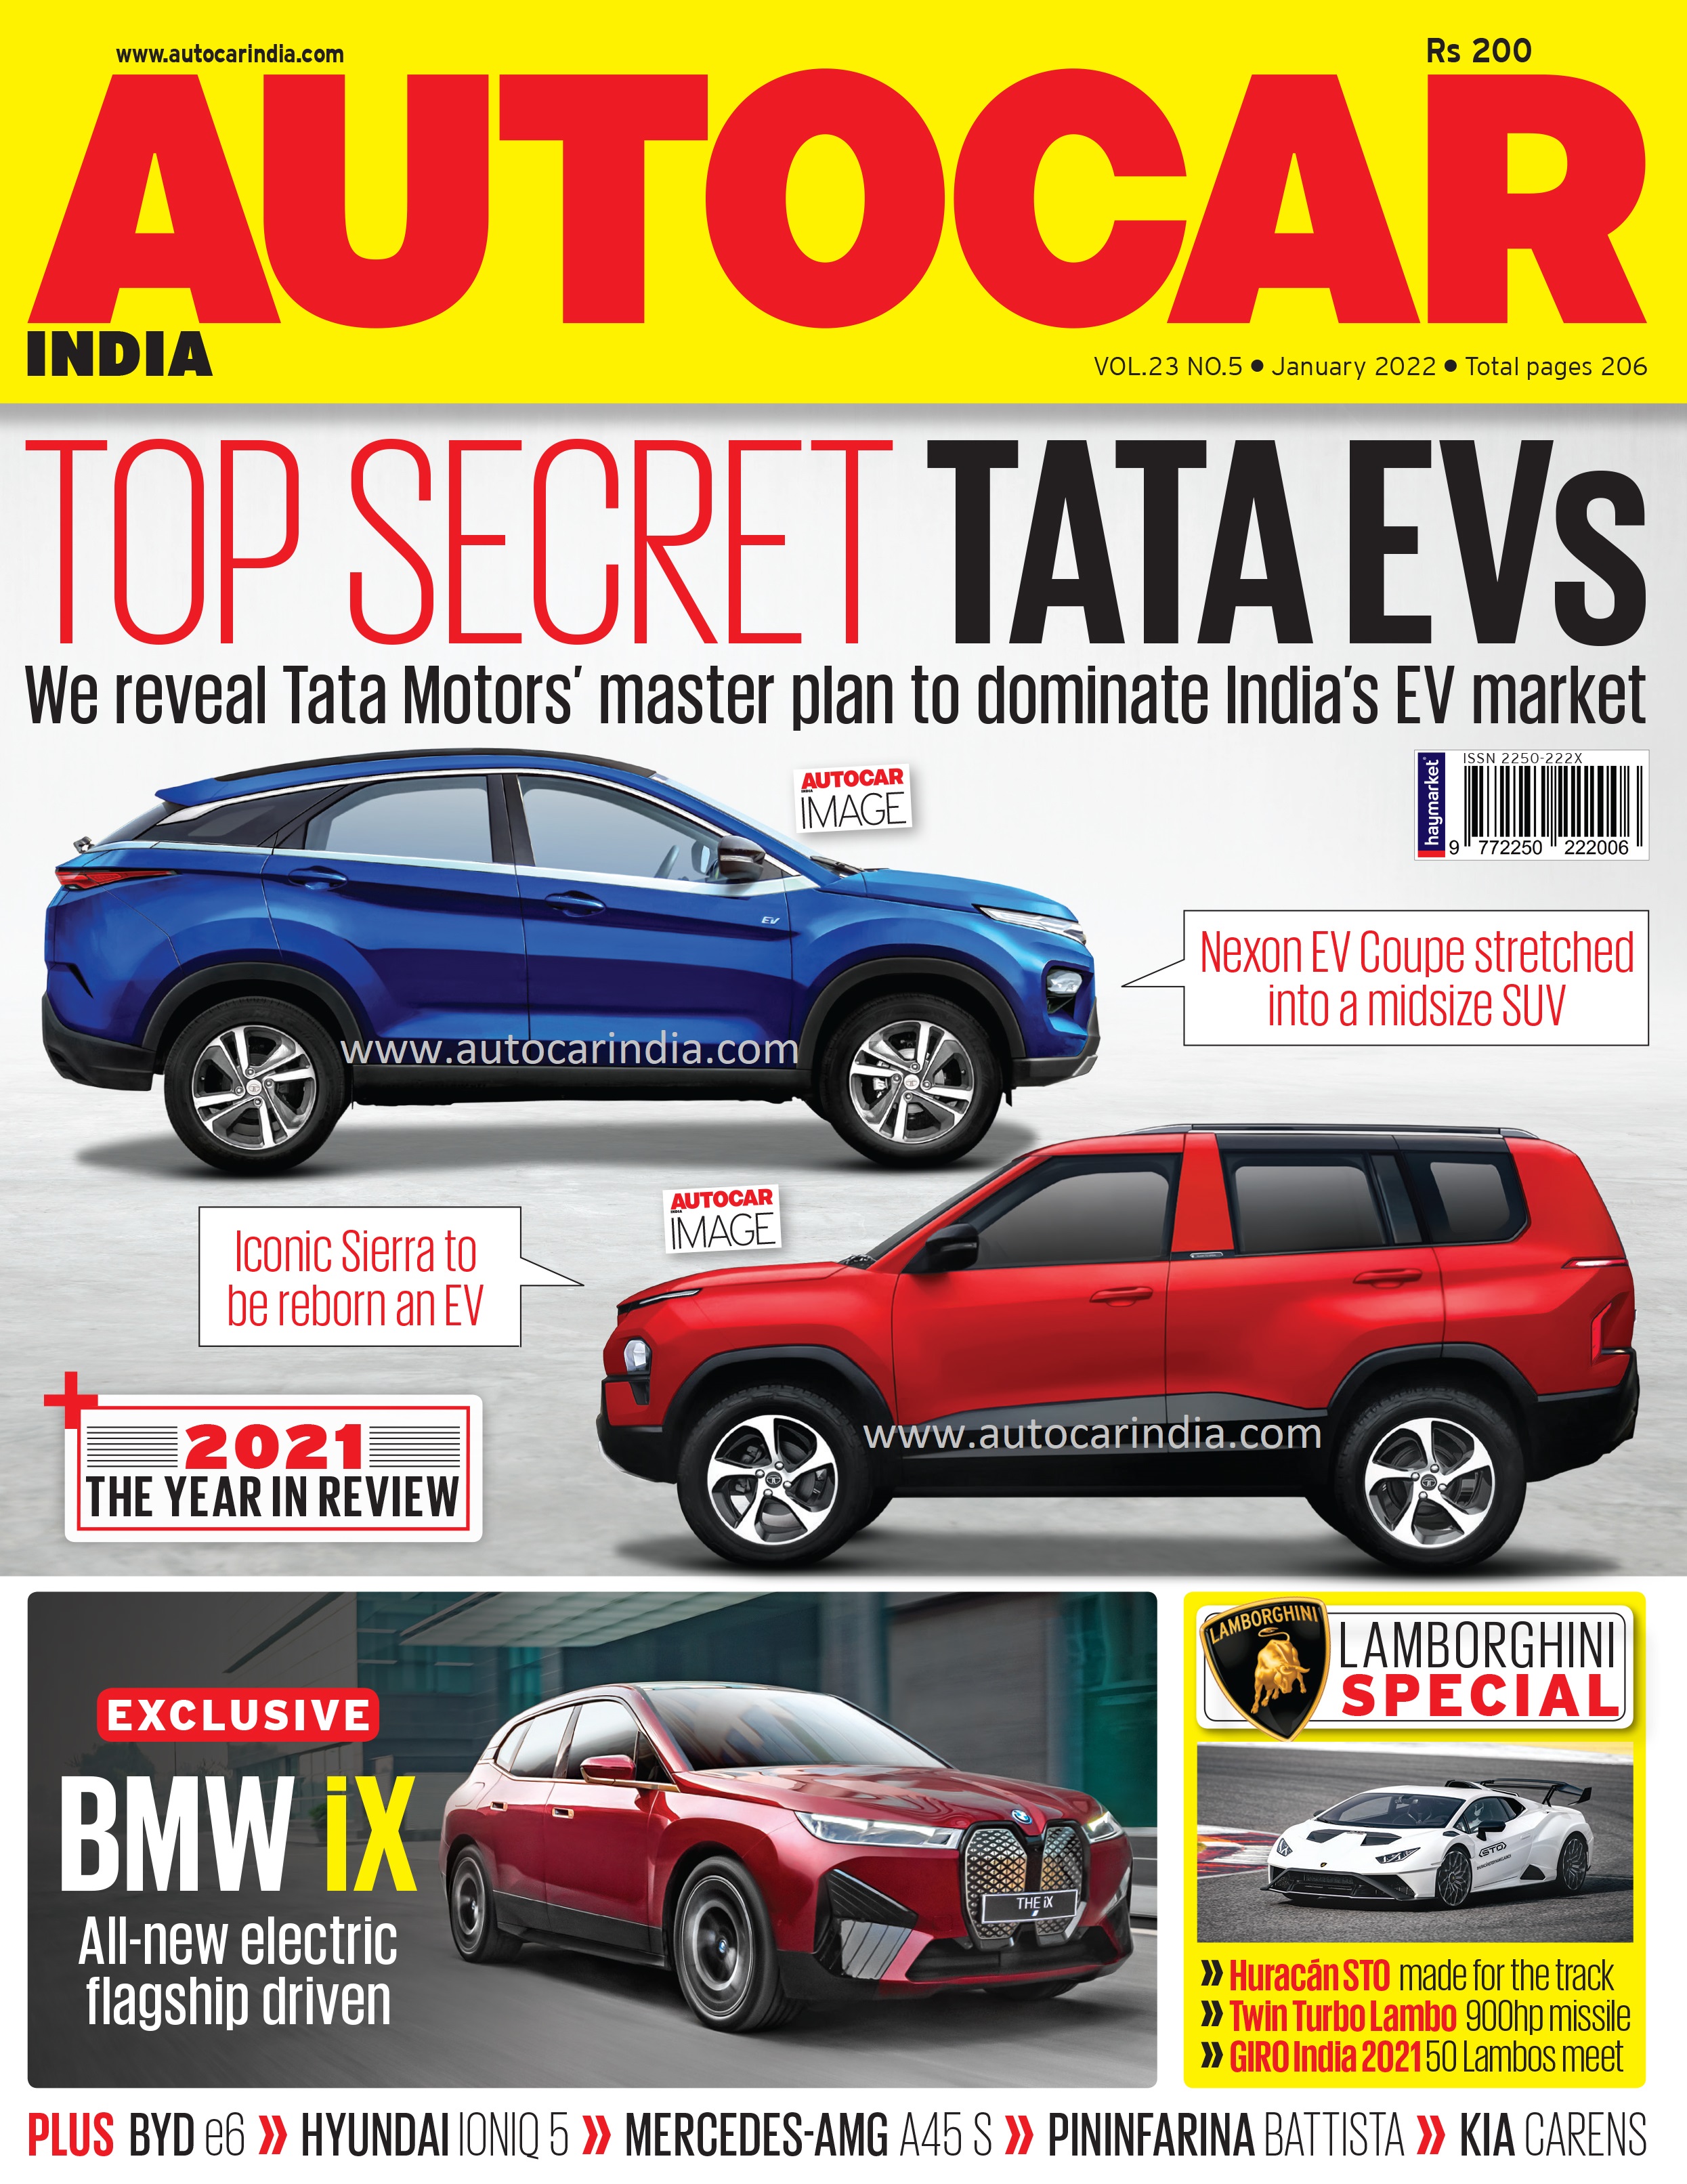 www.autocarindia.com
Rs 200
AUTOCAR
INDIA
VOL.23 NO.5 ● January 2022 ● Total pages 206
TOP SECRET TATA EVs
We reveal Tata Motors' master plan to dominate India's EV market
AUTOCAR
INDIA
IMAGE
haymarket
ISSN 2250-222X
9 772250 222006
EV
Nexon EV Coupe stretched
into a midsize SUV
www.autocarindia.com
AUTOCAR
INDIA
IMAGE
Iconic Sierra to
be reborn an EV
www.autocarindia.com
+
2021
THE YEAR IN REVIEW
EXCLUSIVE
BMW iX
All-new electric
flagship driven
THE iX
LAMBORGHINI
LAMBORGHINI
SPECIAL
STO
» Huracán STO made for the track
» Twin Turbo Lambo 900hp missile
» GIRO India 2021 50 Lambos meet
PLUS BYD e6 » HYUNDAI IONIQ 5 » MERCEDES-AMG A45 S » PININFARINA BATTISTA » KIA CARENS